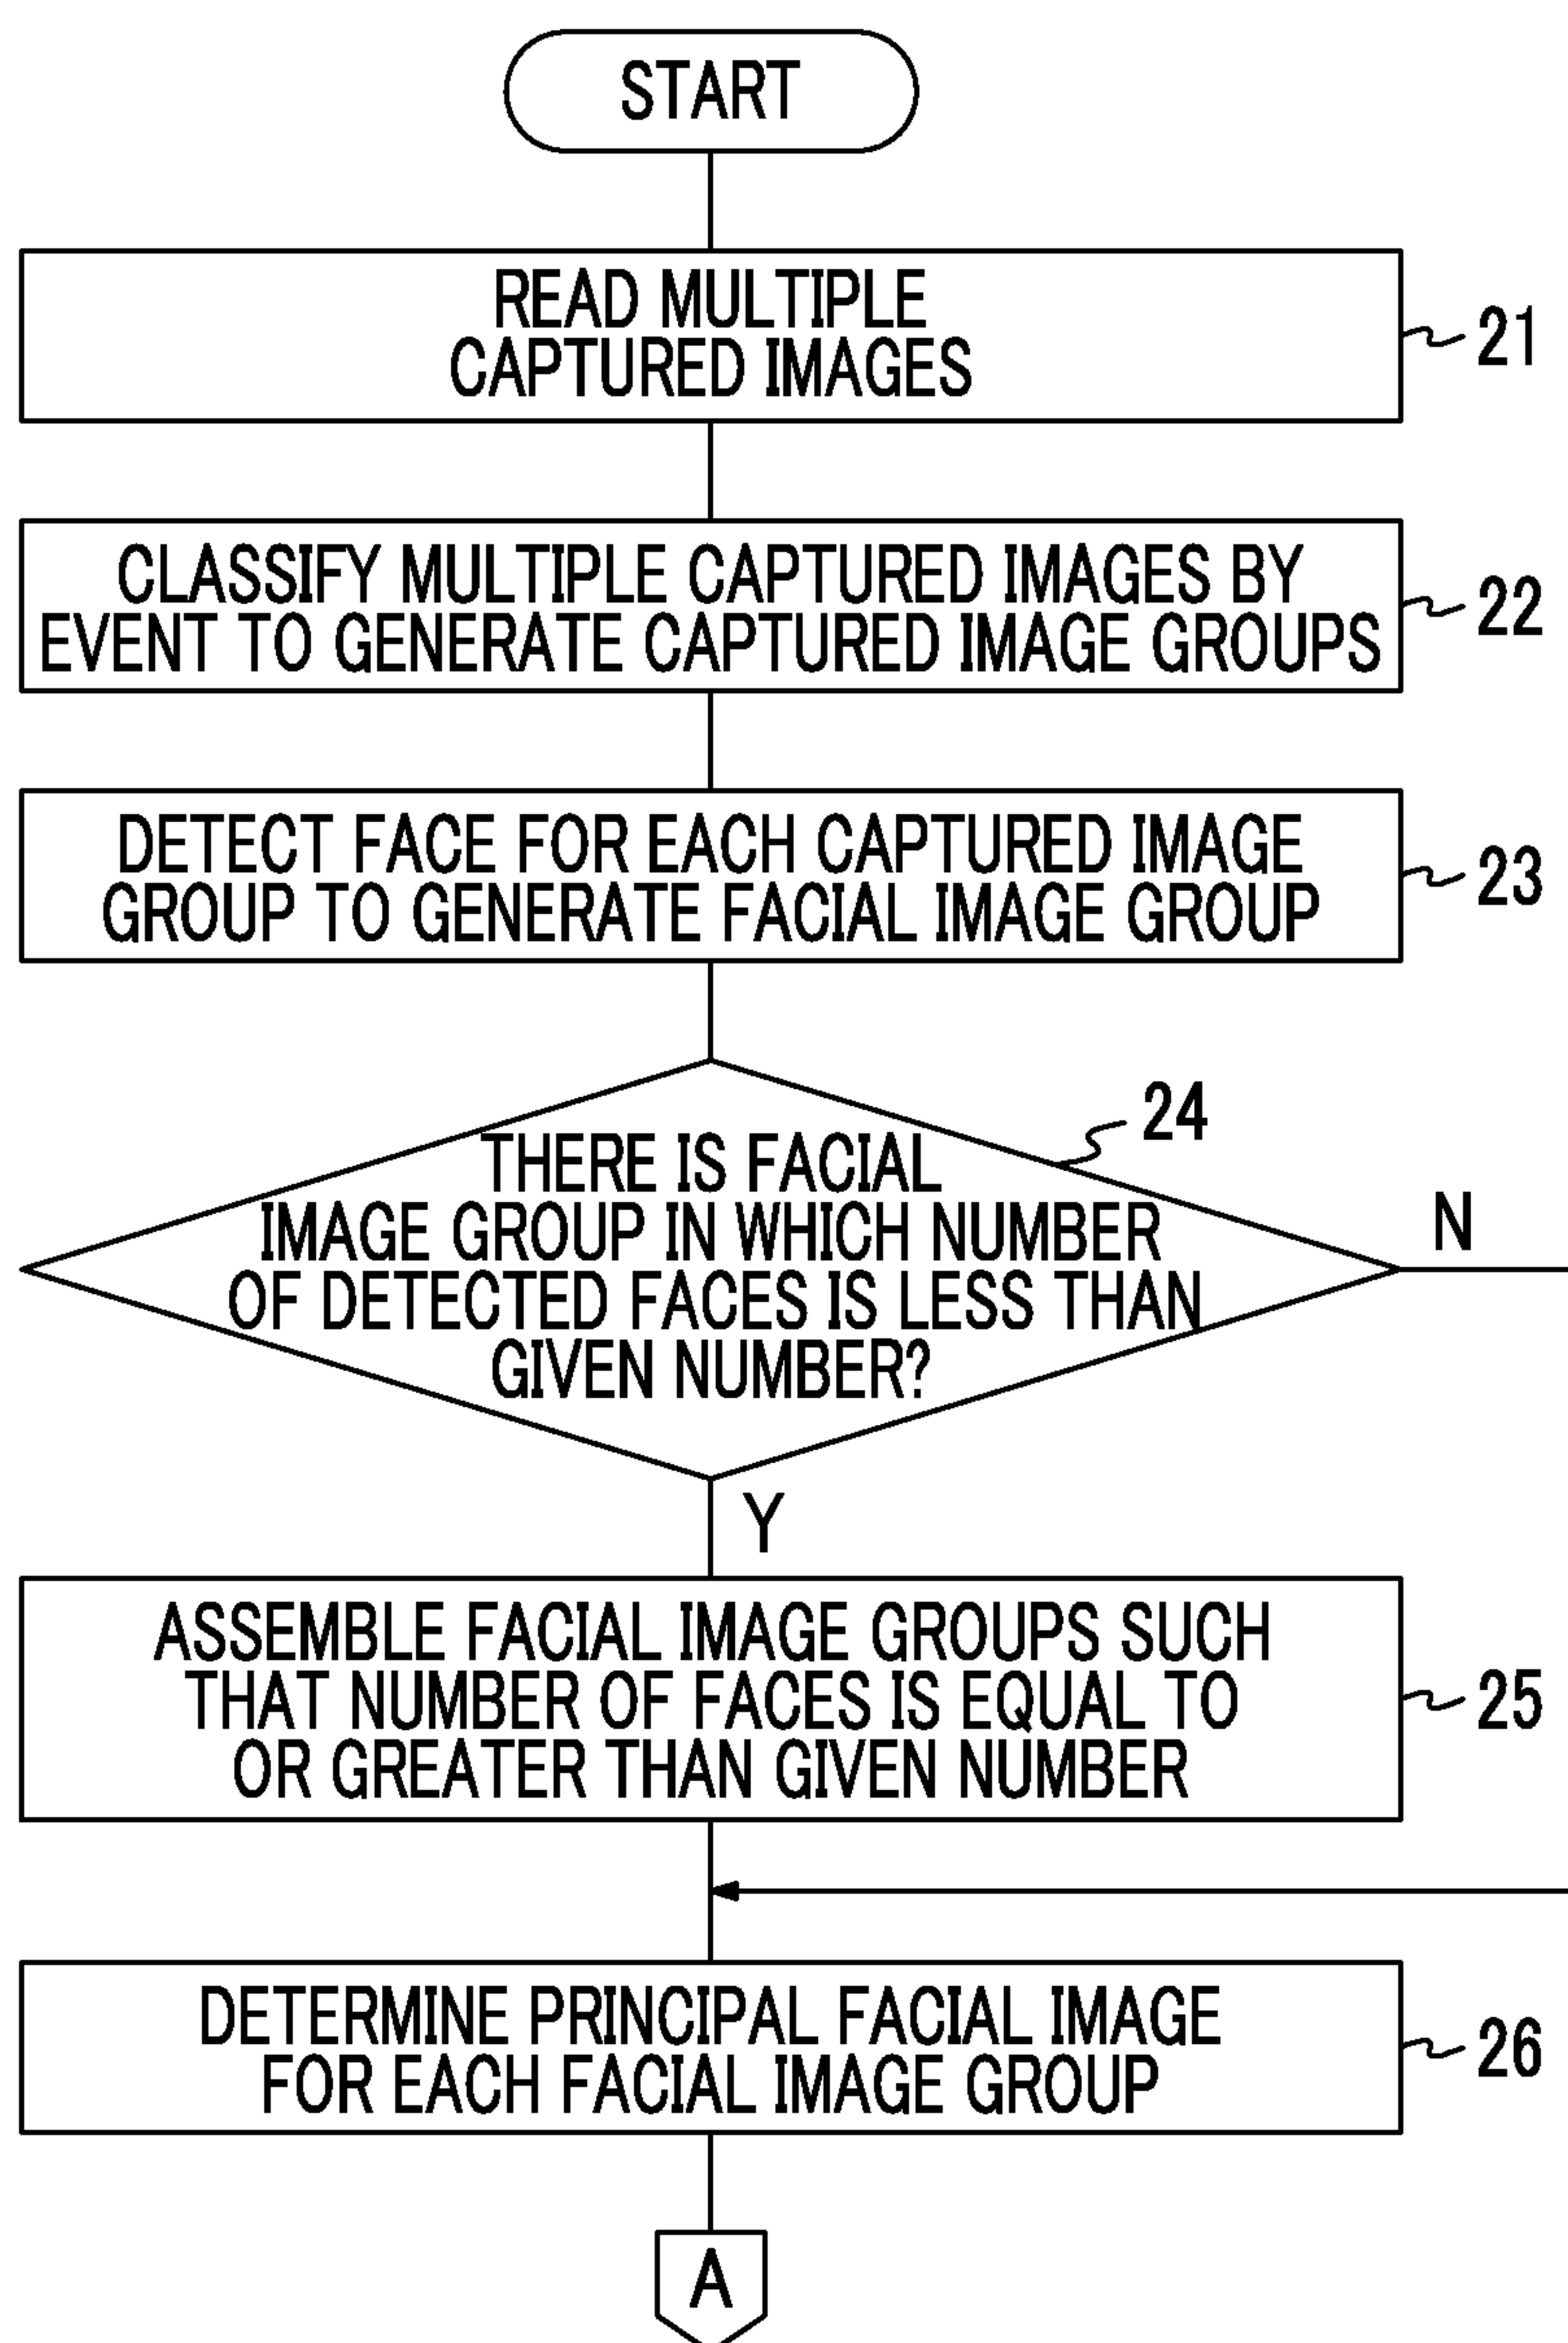 START
READ MULTIPLE
CAPTURED IMAGES
21
CLASSIFY MULTIPLE CAPTURED IMAGES BY
EVENT TO GENERATE CAPTURED IMAGE GROUPS
22
DETECT FACE FOR EACH CAPTURED IMAGE
GROUP TO GENERATE FACIAL IMAGE GROUP
23
24
THERE IS FACIAL
IMAGE GROUP IN WHICH NUMBER
OF DETECTED FACES IS LESS THAN
GIVEN NUMBER?
N
Y
ASSEMBLE FACIAL IMAGE GROUPS SUCH
THAT NUMBER OF FACES IS EQUAL TO
OR GREATER THAN GIVEN NUMBER
25
DETERMINE PRINCIPAL FACIAL IMAGE
FOR EACH FACIAL IMAGE GROUP
26
A